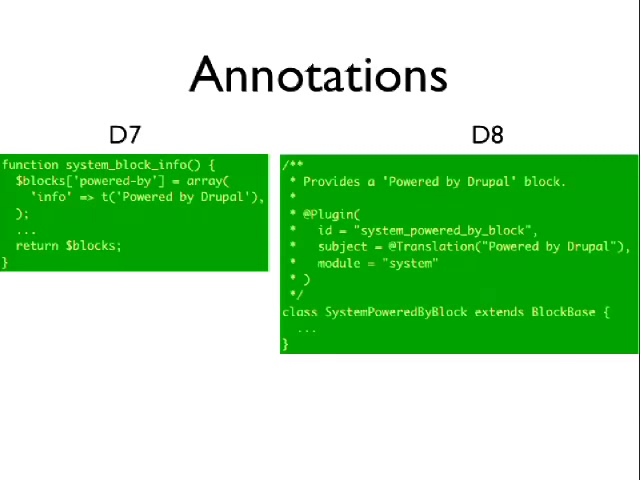 Annotations
D7
function system_block_info() {
$blocks['powered-by'] = array(
'info' => t('Powered by Drupal'),
);
...
return $blocks;
}
D8
/**
* Provides a 'Powered by Drupal' block.
*
* @Plugin(
* id = "system_powered_by_block",
* subject = @Translation("Powered by Drupal"),
* module = "system"
* )
*/
class SystemPoweredByBlock extends BlockBase {
...
}